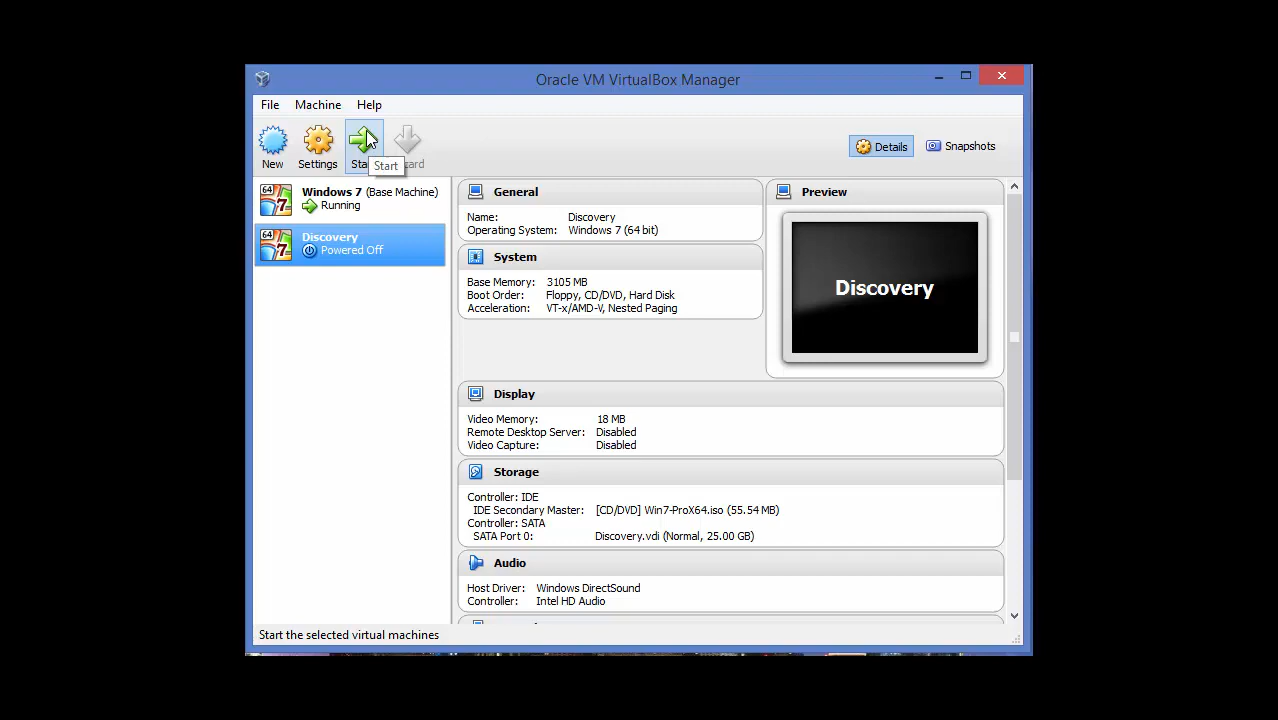 Oracle VM VirtualBox Manager
File Machine Help
New Settings Start
Details Snapshots
64 7 Windows 7 (Base Machine)
Running
64 7 Discovery
Powered Off
General
Name: Discovery
Operating System: Windows 7 (64 bit)
System
Base Memory: 3105 MB
Boot Order: Floppy, CD/DVD, Hard Disk
Acceleration: VT-x/AMD-V, Nested Paging
Preview
Discovery
Display
Video Memory: 18 MB
Remote Desktop Server: Disabled
Video Capture: Disabled
Storage
Controller: IDE
IDE Secondary Master: [CD/DVD] Win7-ProX64.iso (55.54 MB)
Controller: SATA
SATA Port 0: Discovery.vdi (Normal, 25.00 GB)
Audio
Host Driver: Windows DirectSound
Controller: Intel HD Audio
Start the selected virtual machines